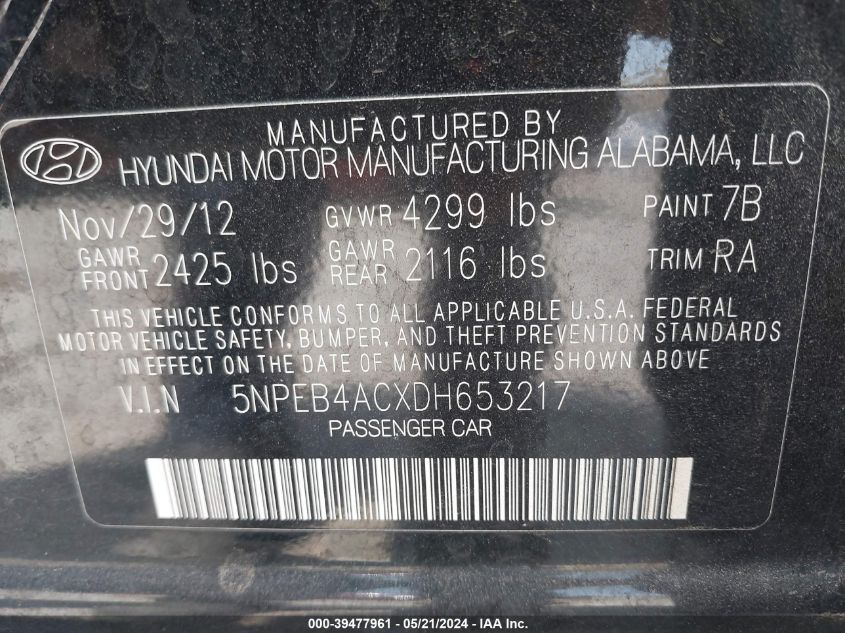 MANUFACTURED BY
HYUNDAI MOTOR MANUFACTURING ALABAMA, LLC
Nov/29/12 GVWR 4299 lbs PAINT 7B
GAWR FRONT 2425 lbs GAWR REAR 2116 lbs TRIM RA
THIS VEHICLE CONFORMS TO ALL APPLICABLE U.S.A. FEDERAL
MOTOR VEHICLE SAFETY, BUMPER, AND THEFT PREVENTION STANDARDS
IN EFFECT ON THE DATE OF MANUFACTURE SHOWN ABOVE
V.I.N 5NPEB4ACXDH653217
PASSENGER CAR
000-39477961 - 05/21/2024 - IAA Inc.